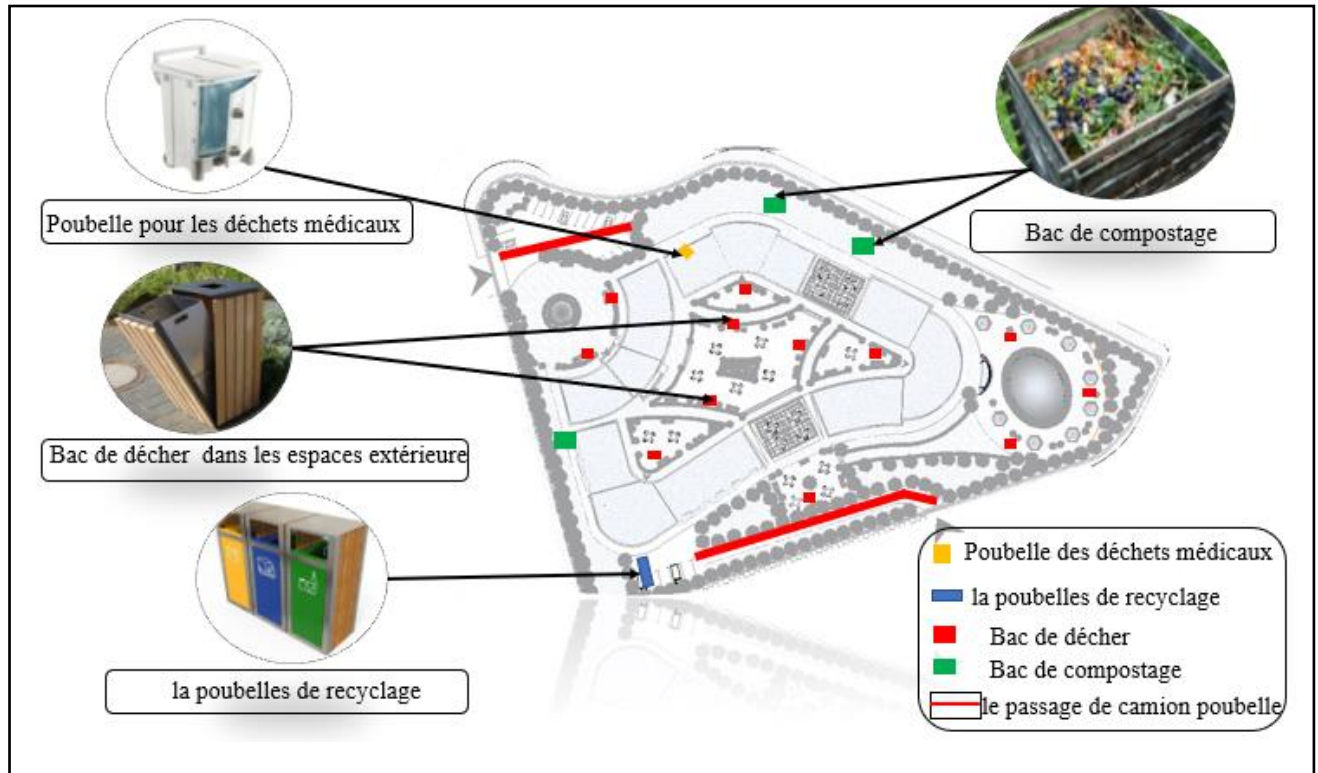 Poubelle pour les déchets médicaux
Bac de compostage
Bac de décher dans les espaces extérieure
la poubelles de recyclage
Poubelle des déchets médicaux
la poubelles de recyclage
Bac de décher
Bac de compostage
le passage de camion poubelle